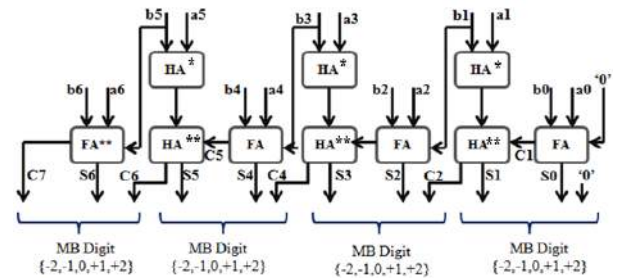 b5 a5 b3 a3 b1 a1
HA* HA* HA*
b6 a6 b4 a4 b2 a2 b0 a0 '0'
FA** HA** C5 FA HA** FA HA** C1 FA
C7 S6 C6 S5 S4 C4 S3 S2 C2 S1 S0 '0'
MB Digit MB Digit MB Digit MB Digit
{-2,-1,0,+1,+2} {-2,-1,0,+1,+2} {-2,-1,0,+1,+2} {-2,-1,0,+1,+2}